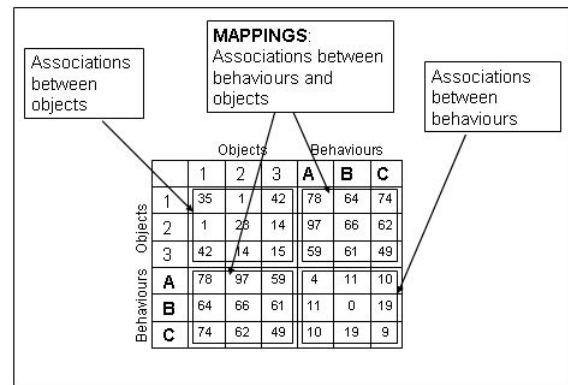 MAPPINGS:
Associations between
behaviours and
objects
Associations
between
objects
Associations
between
behaviours
Objects Behaviours
1 2 3 A B C
Objects
1 35 1 42 78 64 74
2 1 23 14 97 66 62
3 42 14 15 59 61 49
Behaviours
A 78 97 59 4 11 10
B 64 66 61 11 0 19
C 74 62 49 10 19 9